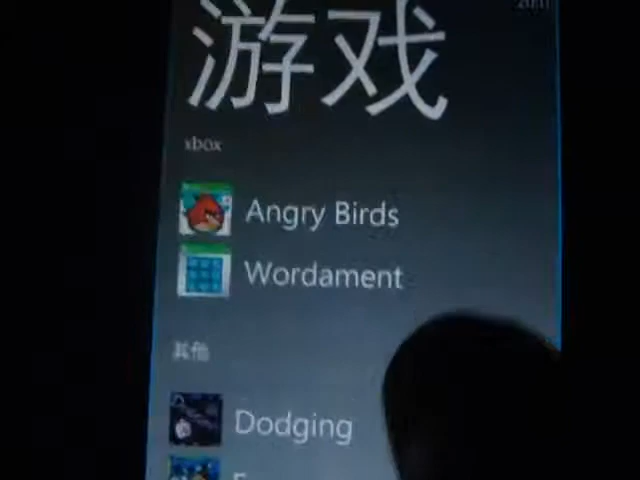 游戏
xbox
Angry Birds
Wordament
其他
Dodging